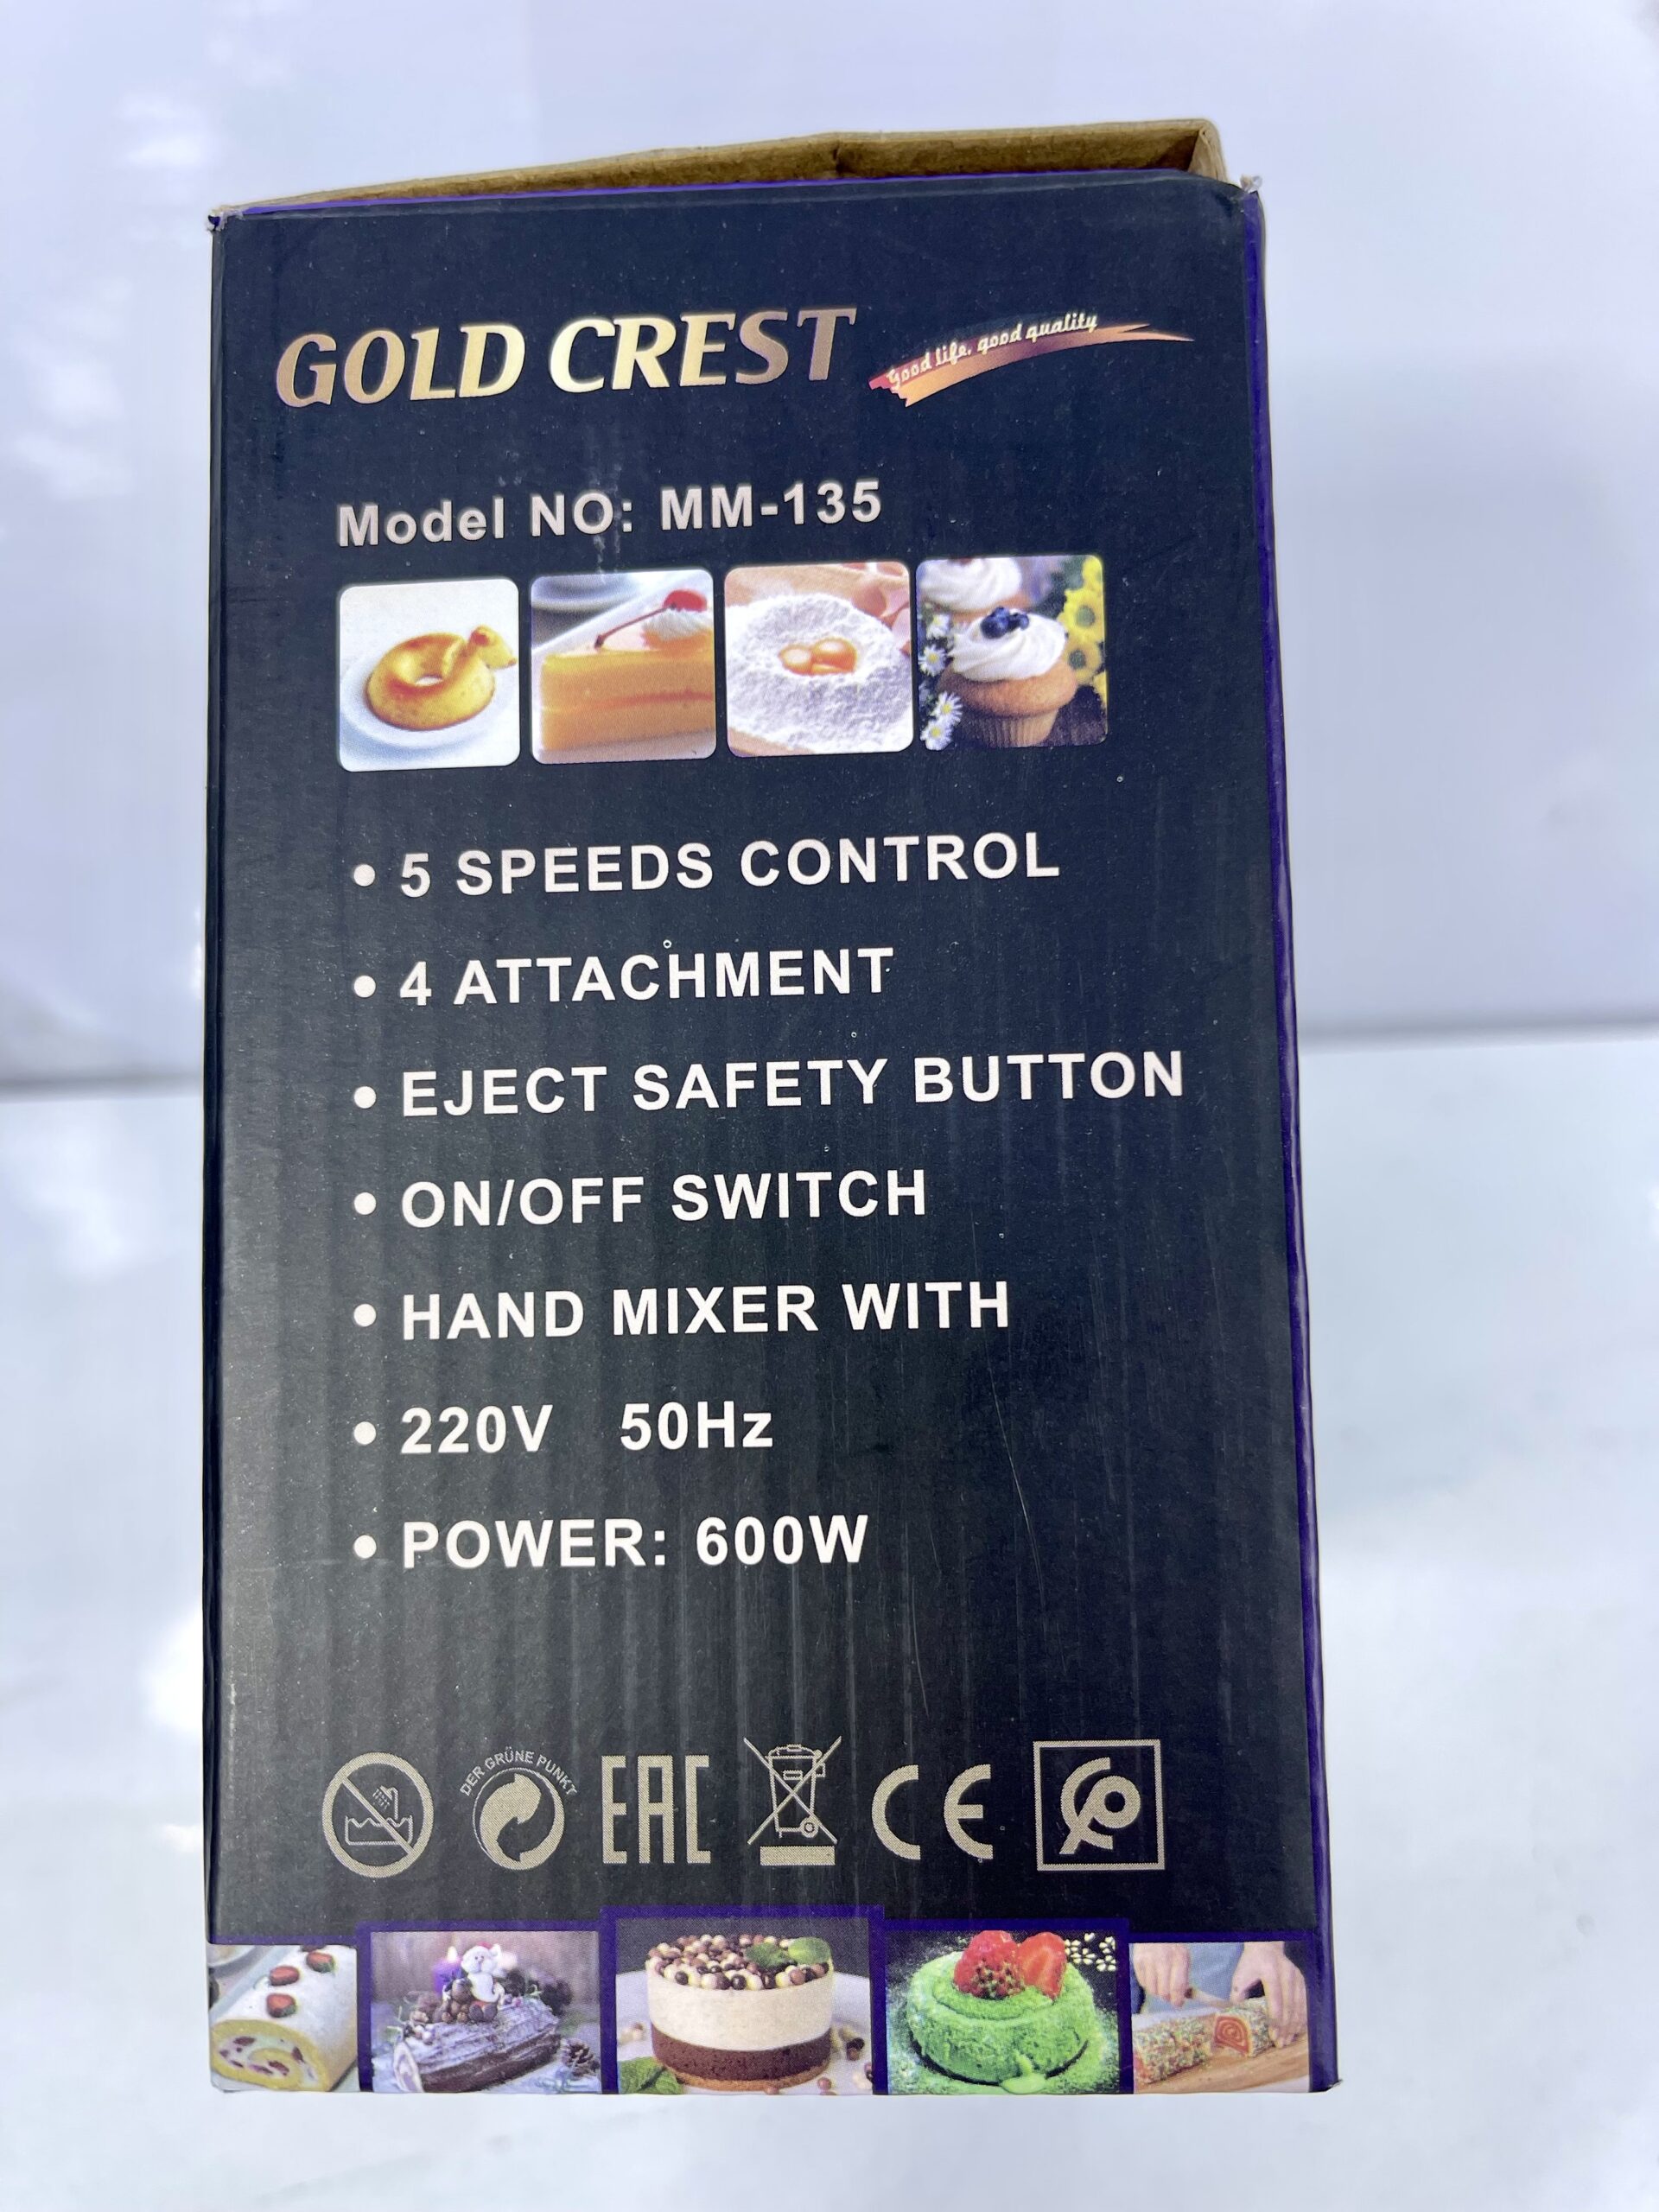 GOLD CREST Good life, good quality
Model NO: MM-135
• 5 SPEEDS CONTROL
• 4 ATTACHMENT
• EJECT SAFETY BUTTON
• ON/OFF SWITCH
• HAND MIXER WITH
• 220V 50Hz
• POWER: 600W
DER GRÜNE PUNKT
EAC CE